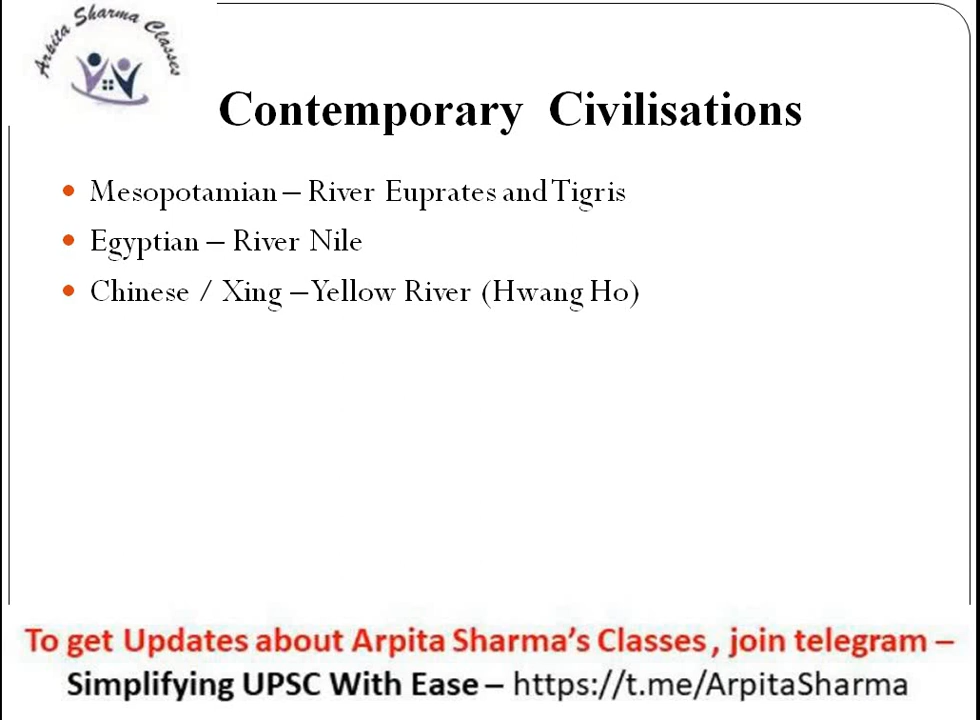 Arpita Sharma Classes
Contemporary Civilisations
Mesopotamian – River Euprates and Tigris
Egyptian – River Nile
Chinese / Xing – Yellow River (Hwang Ho)
To get Updates about Arpita Sharma's Classes, join telegram –
Simplifying UPSC With Ease – https://t.me/ArpitaSharma